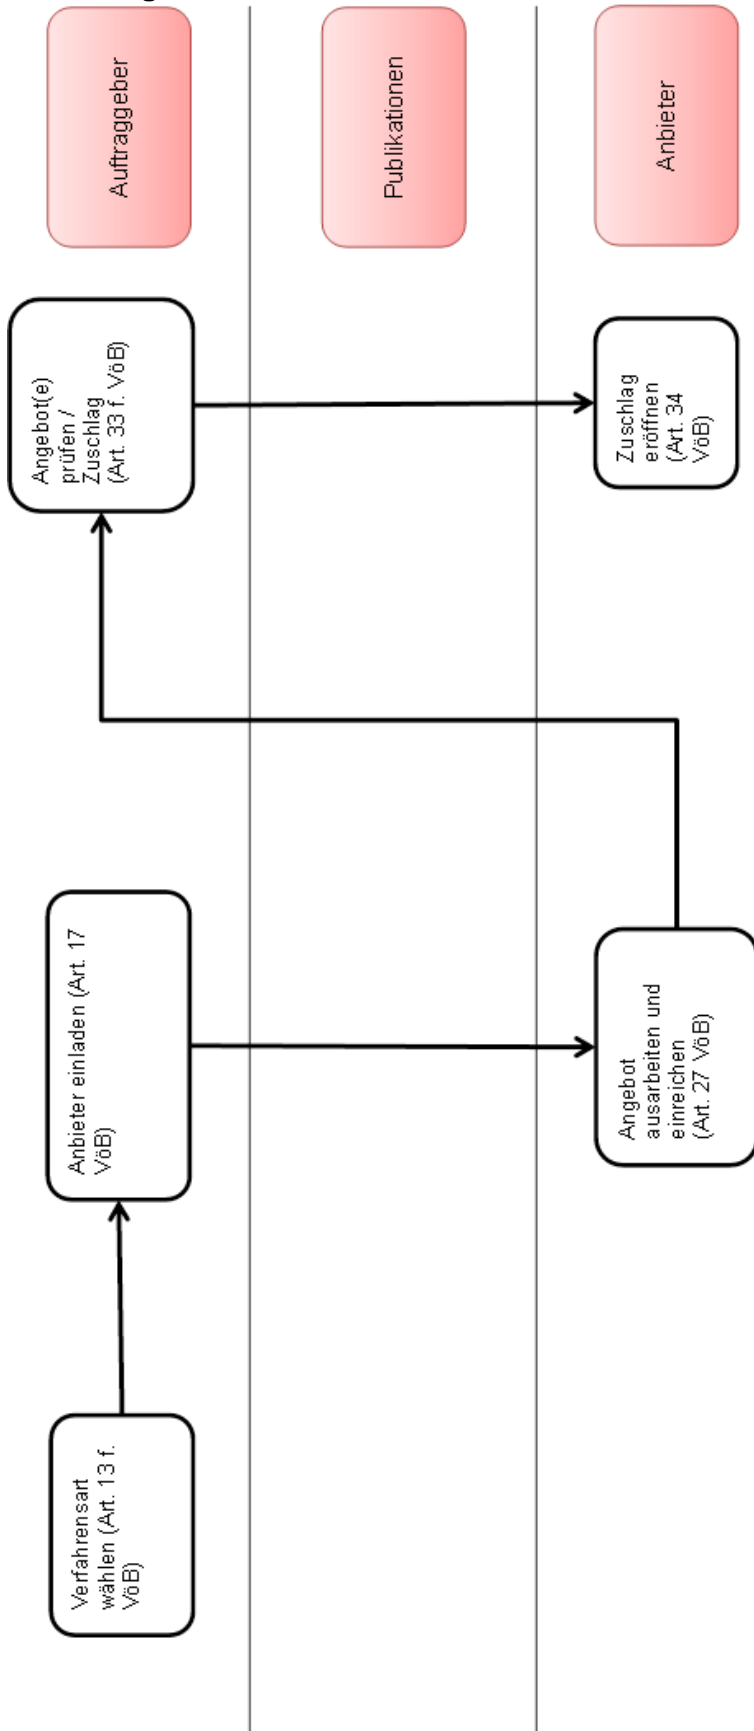 Auftraggeber
Publikationen
Anbieter
Verfahrensart
wählen (Art. 13 f.
VöB)
Anbieter einladen (Art. 17
VöB)
Angebot
ausarbeiten und
einreichen
(Art. 27 VöB)
Angebot(e)
prüfen /
Zuschlag
(Art. 33 f. VöB)
Zuschlag
eröffnen
(Art. 34
VöB)